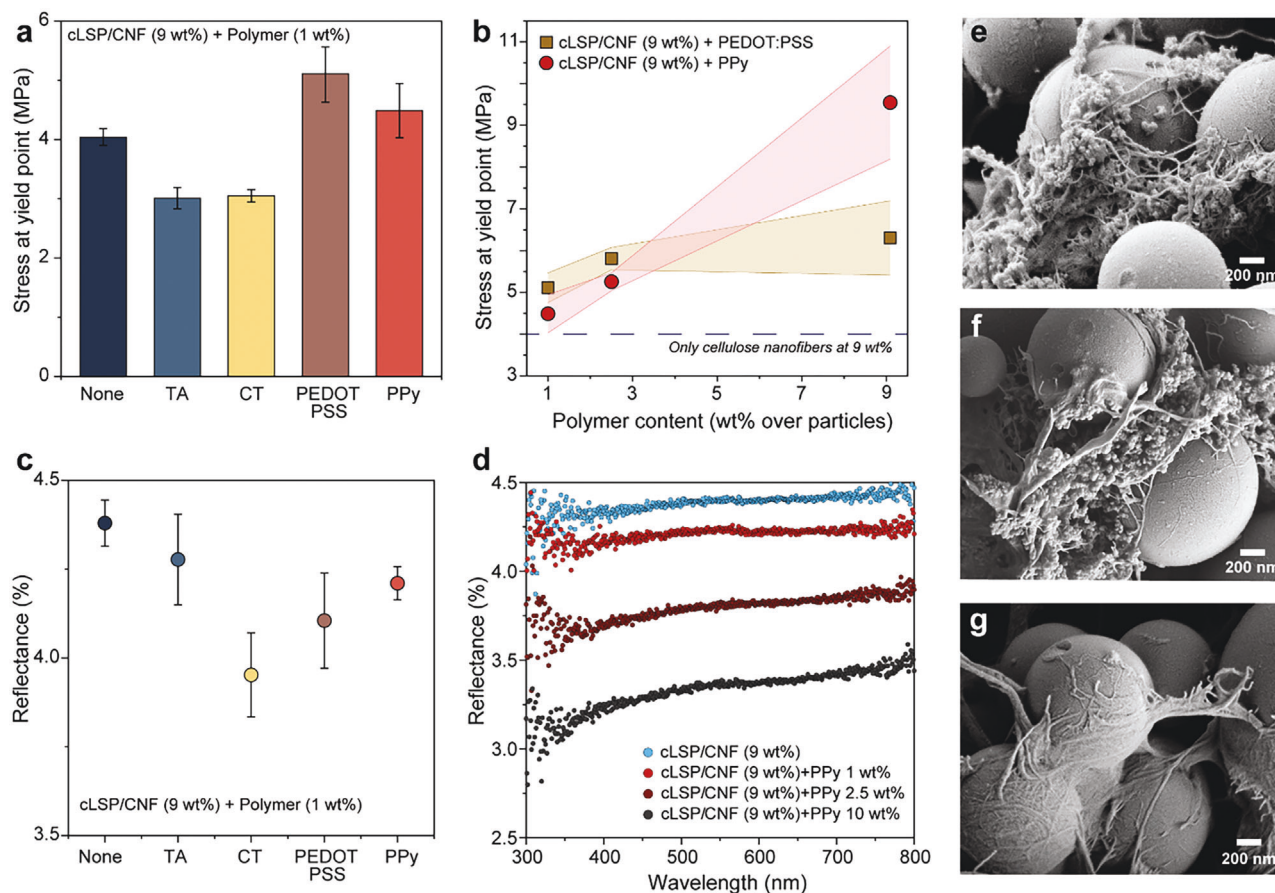 a
cLSP/CNF (9 wt%) + Polymer (1 wt%)
Stress at yield point (MPa)
6
4
2
0
None
TA
CT
PEDOT
PSS
PPy
b
cLSP/CNF (9 wt%) + PEDOT:PSS
cLSP/CNF (9 wt%) + PPy
Stress at yield point (MPa)
11
9
7
5
3
Only cellulose nanofibers at 9 wt%
1
3
5
7
9
Polymer content (wt% over particles)
c
Reflectance (%)
4.5
4.0
3.5
cLSP/CNF (9 wt%) + Polymer (1 wt%)
None
TA
CT
PEDOT
PSS
PPy
d
Reflectance (%)
4.5
4.0
3.5
3.0
2.5
cLSP/CNF (9 wt%)
cLSP/CNF (9 wt%)+PPy 1 wt%
cLSP/CNF (9 wt%)+PPy 2.5 wt%
cLSP/CNF (9 wt%)+PPy 10 wt%
300
400
500
600
700
800
Wavelength (nm)
e
200 nm
f
200 nm
g
200 nm